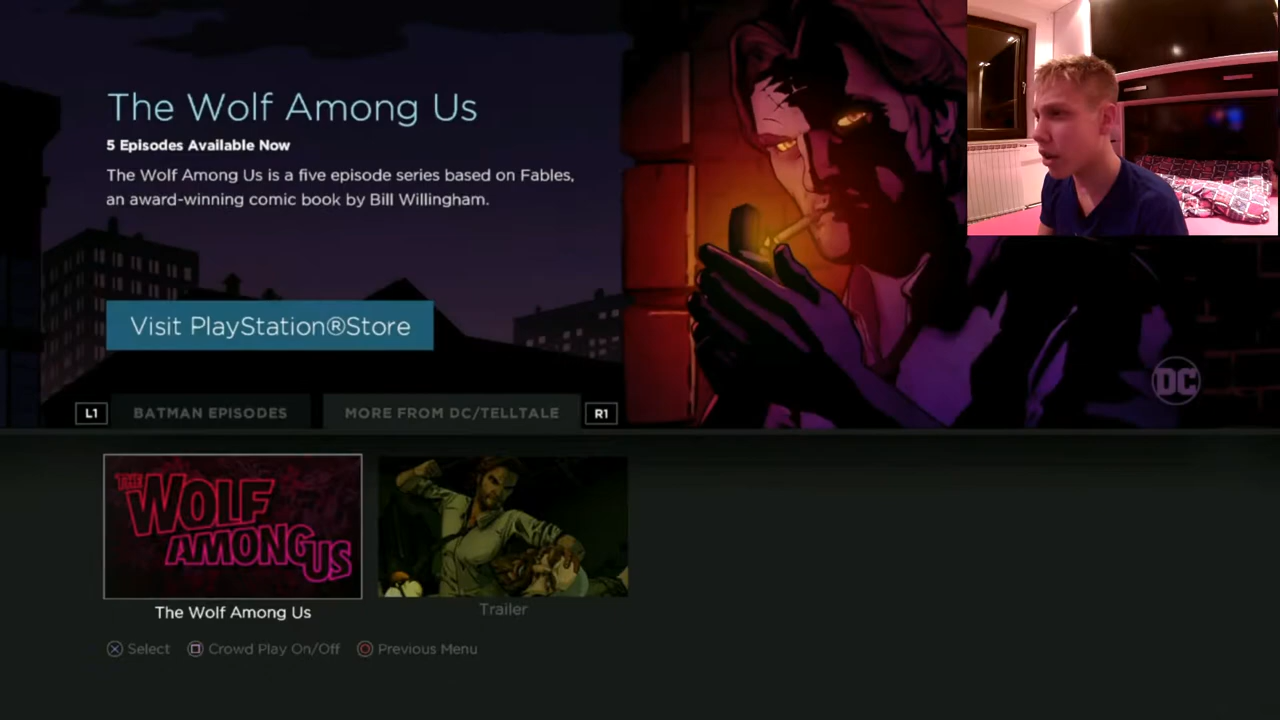 The Wolf Among Us
5 Episodes Available Now
The Wolf Among Us is a five episode series based on Fables,
an award-winning comic book by Bill Willingham.
Visit PlayStation®Store
DC
L1 BATMAN EPISODES MORE FROM DC/TELLTALE R1
THE
WOLF
AMONG US
The Wolf Among Us
Trailer
Select Crowd Play On/Off Previous Menu